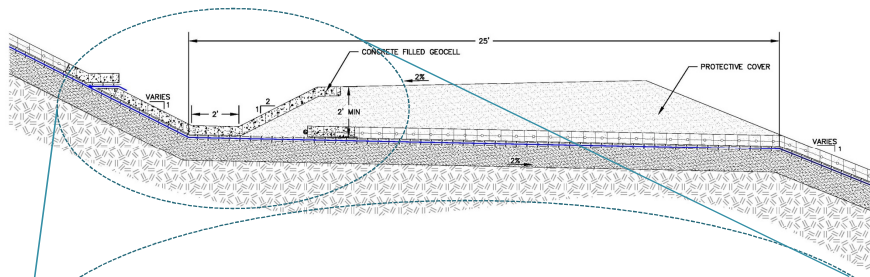 25'
CONCRETE FILLED GEOCELL
2%
PROTECTIVE COVER
VARIES
1
2
1
2'
2' MIN
VARIES
1
2%